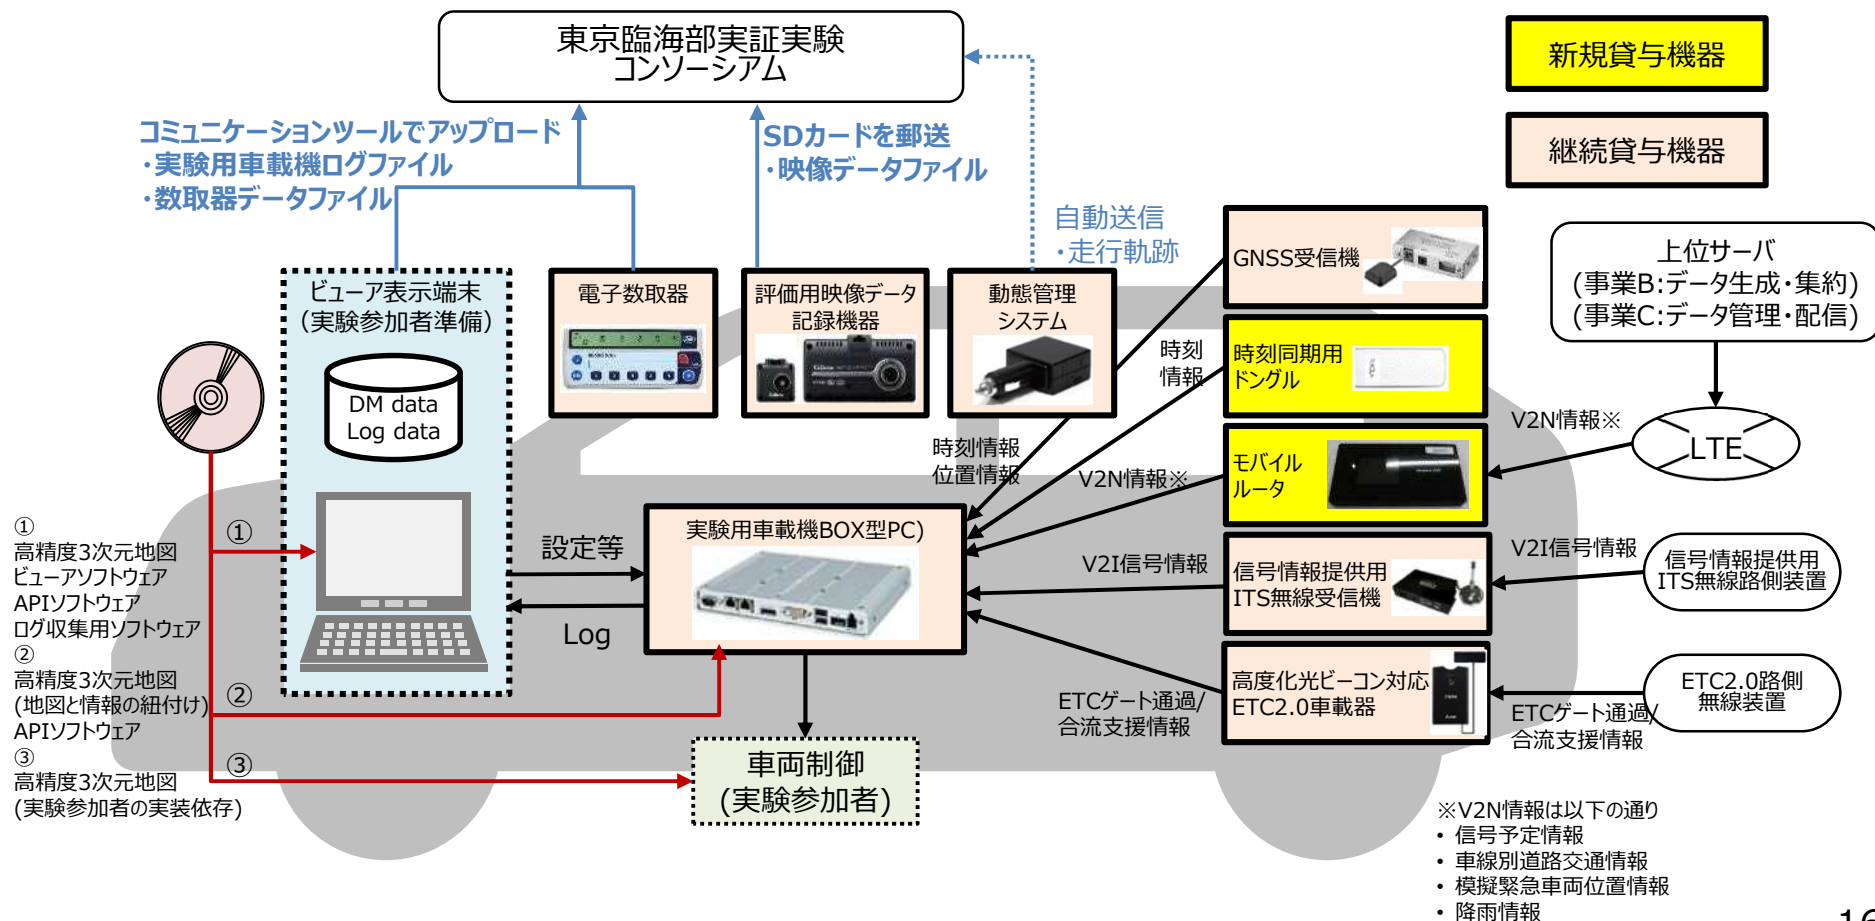 東京臨海部実証実験
コンソーシアム
新規貸与機器
継続貸与機器
コミュニケーションツールでアップロード
・実験用車載機ログファイル
・数取器データファイル
SDカードを郵送
・映像データファイル
自動送信
・走行軌跡
ビューア表示端末
(実験参加者準備)
DM data
Log data
電子数取器
評価用映像データ
記録機器
動態管理
システム
GNSS受信機
時刻同期用
ドングル
モバイル
ルータ
信号情報提供用
ITS無線受信機
高度化光ビーコン対応
ETC2.0車載器
上位サーバ
(事業B:データ生成・集約)
(事業C:データ管理・配信)
LTE
V2N情報※
V2I信号情報
信号情報提供用
ITS無線路側装置
ETC2.0路側
無線装置
ETCゲート通過/
合流支援情報
時刻
情報
時刻情報
位置情報
V2N情報※
V2I信号情報
ETCゲート通過/
合流支援情報
実験用車載機BOX型PC)
設定等
Log
車両制御
(実験参加者)
①
②
③
①
高精度3次元地図
ビューアソフトウェア
APIソフトウェア
ログ収集用ソフトウェア
②
高精度3次元地図
(地図と情報の紐付け)
APIソフトウェア
③
高精度3次元地図
(実験参加者の実装依存)
※V2N情報は以下の通り
• 信号予定情報
• 車線別道路交通情報
• 模擬緊急車両位置情報
• 降雨情報